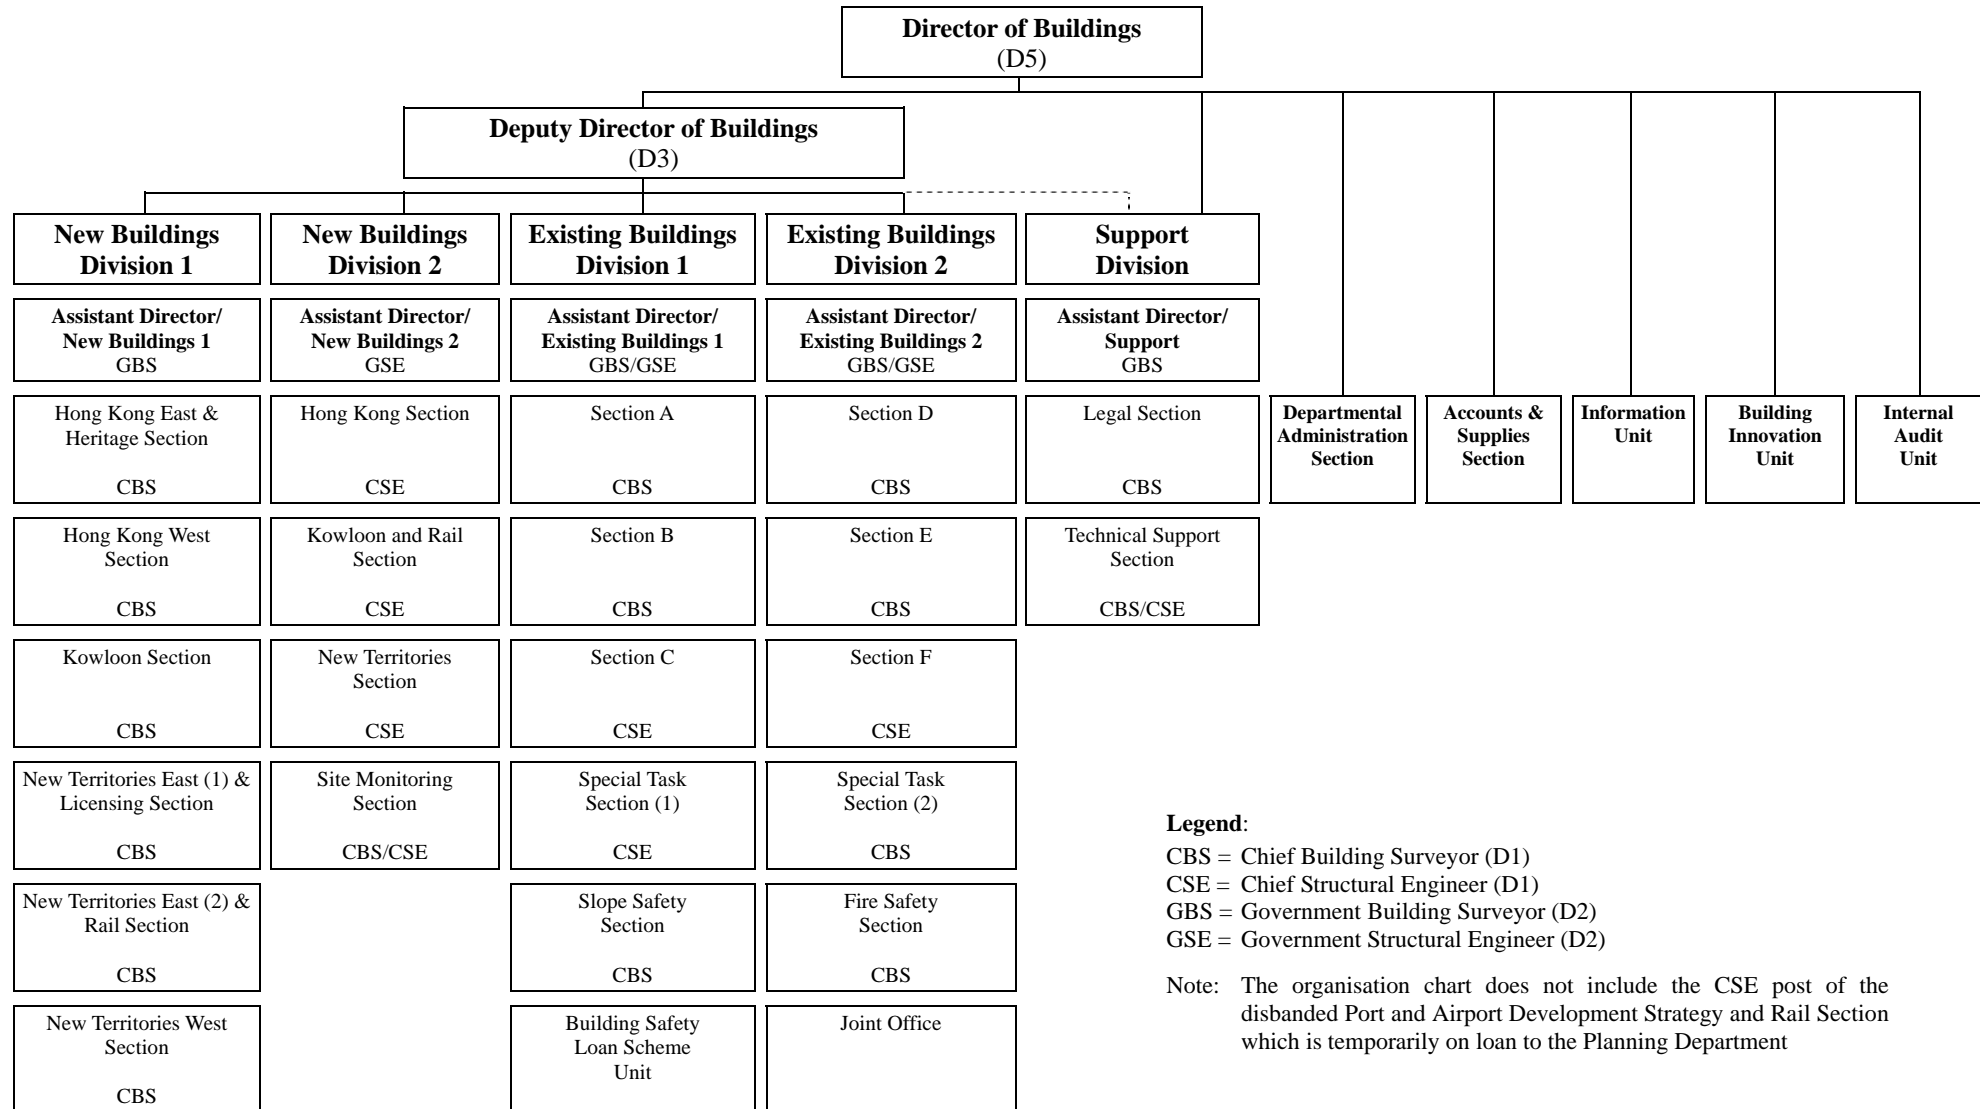 Director of Buildings
(D5)
Deputy Director of Buildings
(D3)
New Buildings
Division 1
New Buildings
Division 2
Existing Buildings
Division 1
Existing Buildings
Division 2
Support
Division
Assistant Director/
New Buildings 1
GBS
Assistant Director/
New Buildings 2
GSE
Assistant Director/
Existing Buildings 1
GBS/GSE
Assistant Director/
Existing Buildings 2
GBS/GSE
Assistant Director/
Support
GBS
Hong Kong East &
Heritage Section
CBS
Hong Kong Section
CSE
Section A
CBS
Section D
CBS
Legal Section
CBS
Departmental
Administration
Section
Accounts &
Supplies
Section
Information
Unit
Building
Innovation
Unit
Internal
Audit
Unit
Hong Kong West
Section
CBS
Kowloon and Rail
Section
CSE
Section B
CBS
Section E
CBS
Technical Support
Section
CBS/CSE
Kowloon Section
CBS
New Territories
Section
CSE
Section C
CSE
Section F
CSE
New Territories East (1) &
Licensing Section
CBS
Site Monitoring
Section
CBS/CSE
Special Task
Section (1)
CSE
Special Task
Section (2)
CBS
New Territories East (2) &
Rail Section
CBS
Slope Safety
Section
CBS
Fire Safety
Section
CBS
New Territories West
Section
CBS
Building Safety
Loan Scheme
Unit
Joint Office
Legend:
CBS = Chief Building Surveyor (D1)
CSE = Chief Structural Engineer (D1)
GBS = Government Building Surveyor (D2)
GSE = Government Structural Engineer (D2)
Note: The organisation chart does not include the CSE post of the
disbanded Port and Airport Development Strategy and Rail Section
which is temporarily on loan to the Planning Department